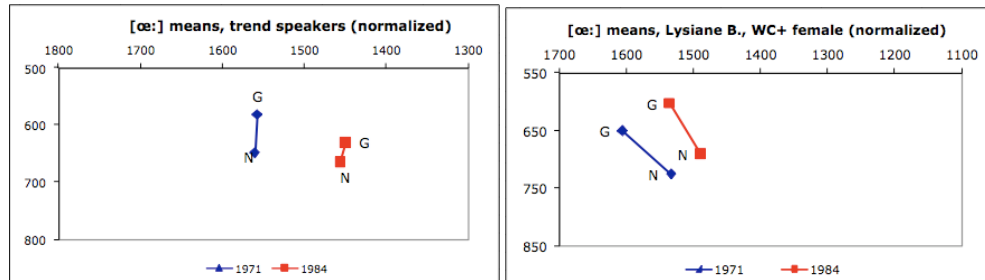 [œ:] means, trend speakers (normalized)
1800 1700 1600 1500 1400 1300
500
G
600
G
N
N
700
800
1971 1984
[œ:] means, Lysiane B., WC+ female (normalized)
1700 1600 1500 1400 1300 1200 1100
550
G
650
G
N
N
750
850
1971 1984